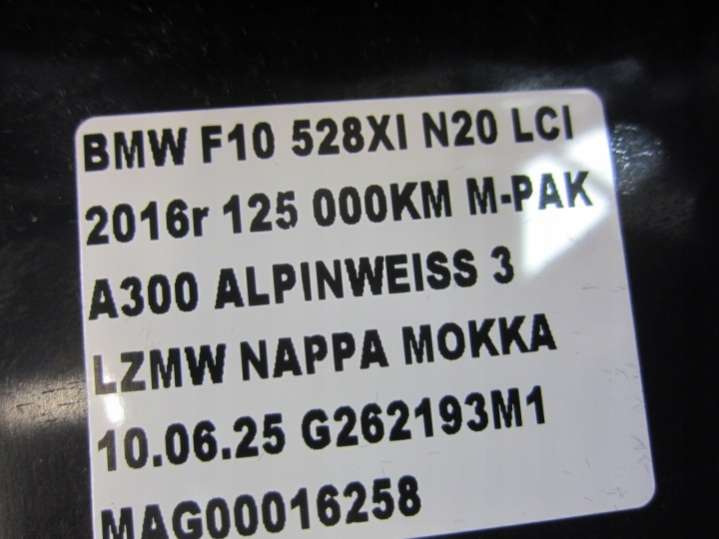 BMW F10 528XI N20 LCI
2016r 125 000KM M-PAK
A300 ALPINWEISS 3
LZMW NAPPA MOKKA
10.06.25 G262193M1
MAG00016258